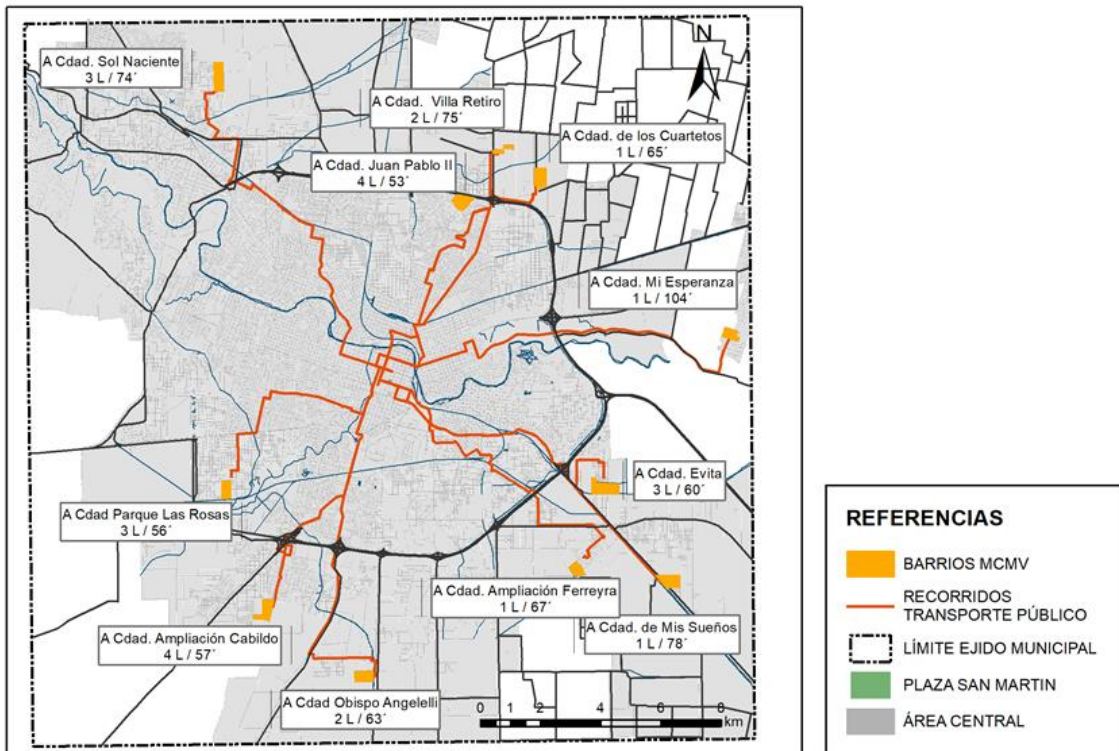 N
A Cdad. Sol Naciente
3 L / 74´
A Cdad. Villa Retiro
2 L / 75´
A Cdad. de los Cuartetos
1 L / 65´
A Cdad. Juan Pablo II
4 L / 53´
A Cdad. Mi Esperanza
1 L / 104´
A Cdad. Evita
3 L / 60´
A Cdad Parque Las Rosas
3 L / 56´
A Cdad. Ampliación Ferreyra
1 L / 67´
A Cdad. de Mis Sueños
1 L / 78´
A Cdad. Ampliación Cabildo
4 L / 57´
A Cdad Obispo Angelelli
2 L / 63´
0 1 2 4 6 8
km
REFERENCIAS
BARRIOS MCMV
RECORRIDOS
TRANSPORTE PÚBLICO
LÍMITE EJIDO MUNICIPAL
PLAZA SAN MARTIN
ÁREA CENTRAL